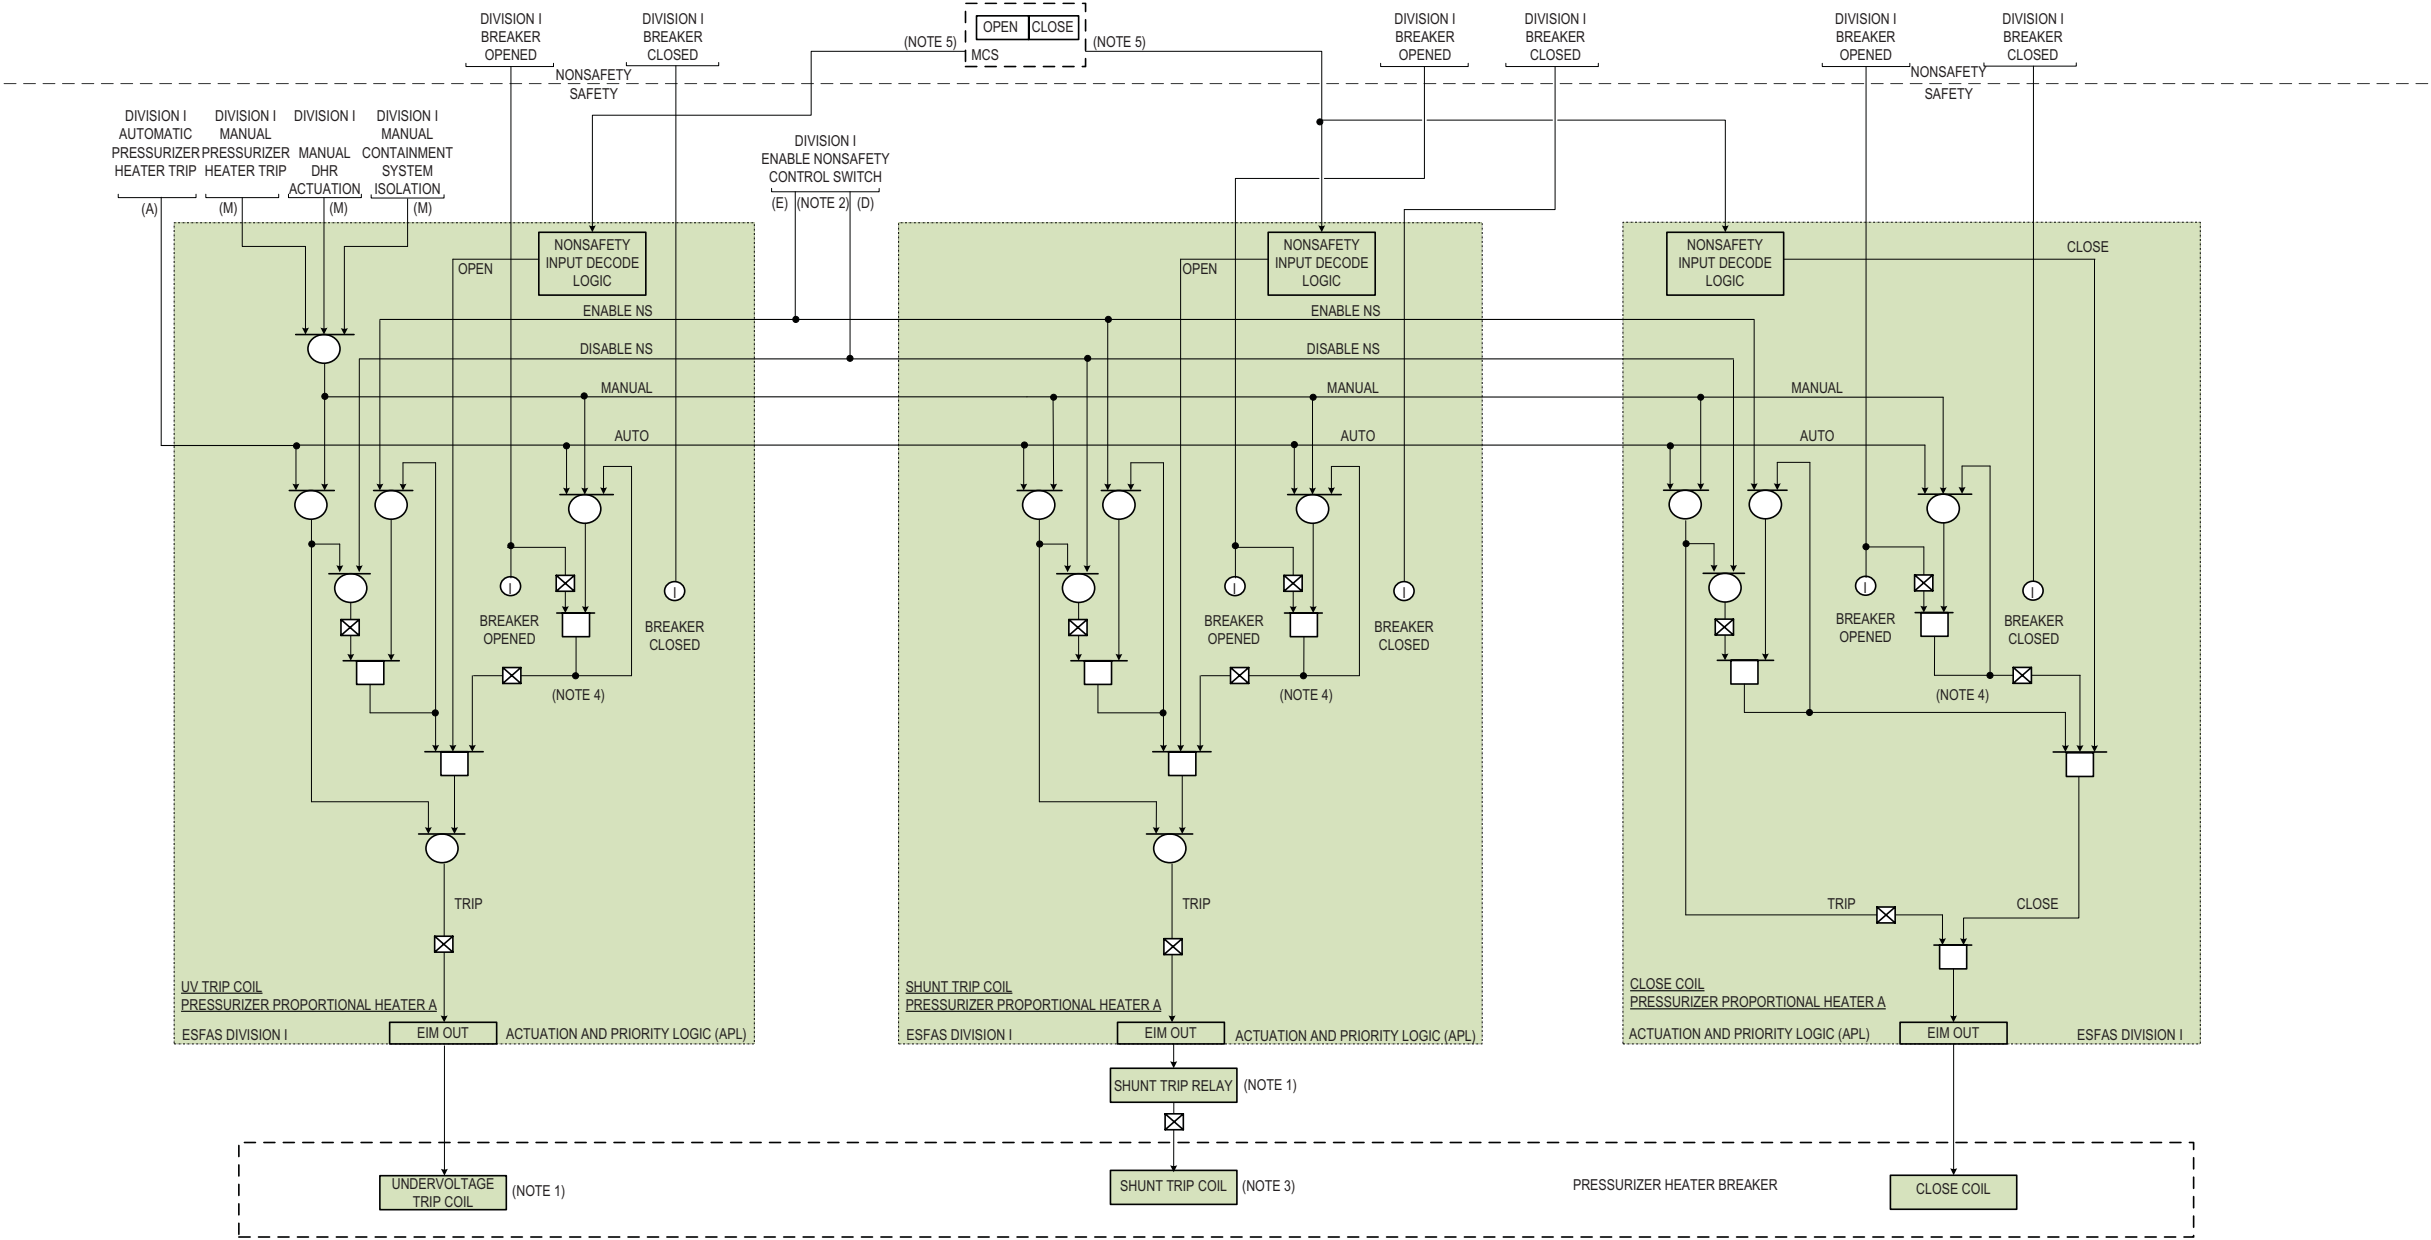 DIVISION I
BREAKER
OPENED
DIVISION I
BREAKER
CLOSED
(NOTE 5)
OPEN
CLOSE
MCS
(NOTE 5)
DIVISION I
BREAKER
OPENED
DIVISION I
BREAKER
CLOSED
DIVISION I
BREAKER
OPENED
DIVISION I
BREAKER
CLOSED
NONSAFETY
SAFETY
NONSAFETY
SAFETY
DIVISION I
AUTOMATIC
PRESSURIZER
HEATER TRIP
(A)
DIVISION I
MANUAL
PRESSURIZER
HEATER TRIP
(M)
DIVISION I
MANUAL
DHR
ACTUATION
(M)
DIVISION I
MANUAL
CONTAINMENT
SYSTEM
ISOLATION
(M)
DIVISION I
ENABLE NONSAFETY
CONTROL SWITCH
(E)
(NOTE 2)
(D)
NONSAFETY
INPUT DECODE
LOGIC
OPEN
ENABLE NS
DISABLE NS
MANUAL
AUTO
I
BREAKER
OPENED
I
BREAKER
CLOSED
(NOTE 4)
TRIP
UV TRIP COIL
PRESSURIZER PROPORTIONAL HEATER A
ESFAS DIVISION I
EIM OUT
ACTUATION AND PRIORITY LOGIC (APL)
NONSAFETY
INPUT DECODE
LOGIC
OPEN
ENABLE NS
DISABLE NS
MANUAL
AUTO
I
BREAKER
OPENED
I
BREAKER
CLOSED
(NOTE 4)
TRIP
SHUNT TRIP COIL
PRESSURIZER PROPORTIONAL HEATER A
ESFAS DIVISION I
EIM OUT
ACTUATION AND PRIORITY LOGIC (APL)
NONSAFETY
INPUT DECODE
LOGIC
CLOSE
MANUAL
AUTO
I
BREAKER
OPENED
I
BREAKER
CLOSED
(NOTE 4)
TRIP
CLOSE
CLOSE COIL
PRESSURIZER PROPORTIONAL HEATER A
ACTUATION AND PRIORITY LOGIC (APL)
EIM OUT
ESFAS DIVISION I
SHUNT TRIP RELAY
(NOTE 1)
UNDERVOLTAGE
TRIP COIL
(NOTE 1)
SHUNT TRIP COIL
(NOTE 3)
PRESSURIZER HEATER BREAKER
CLOSE COIL